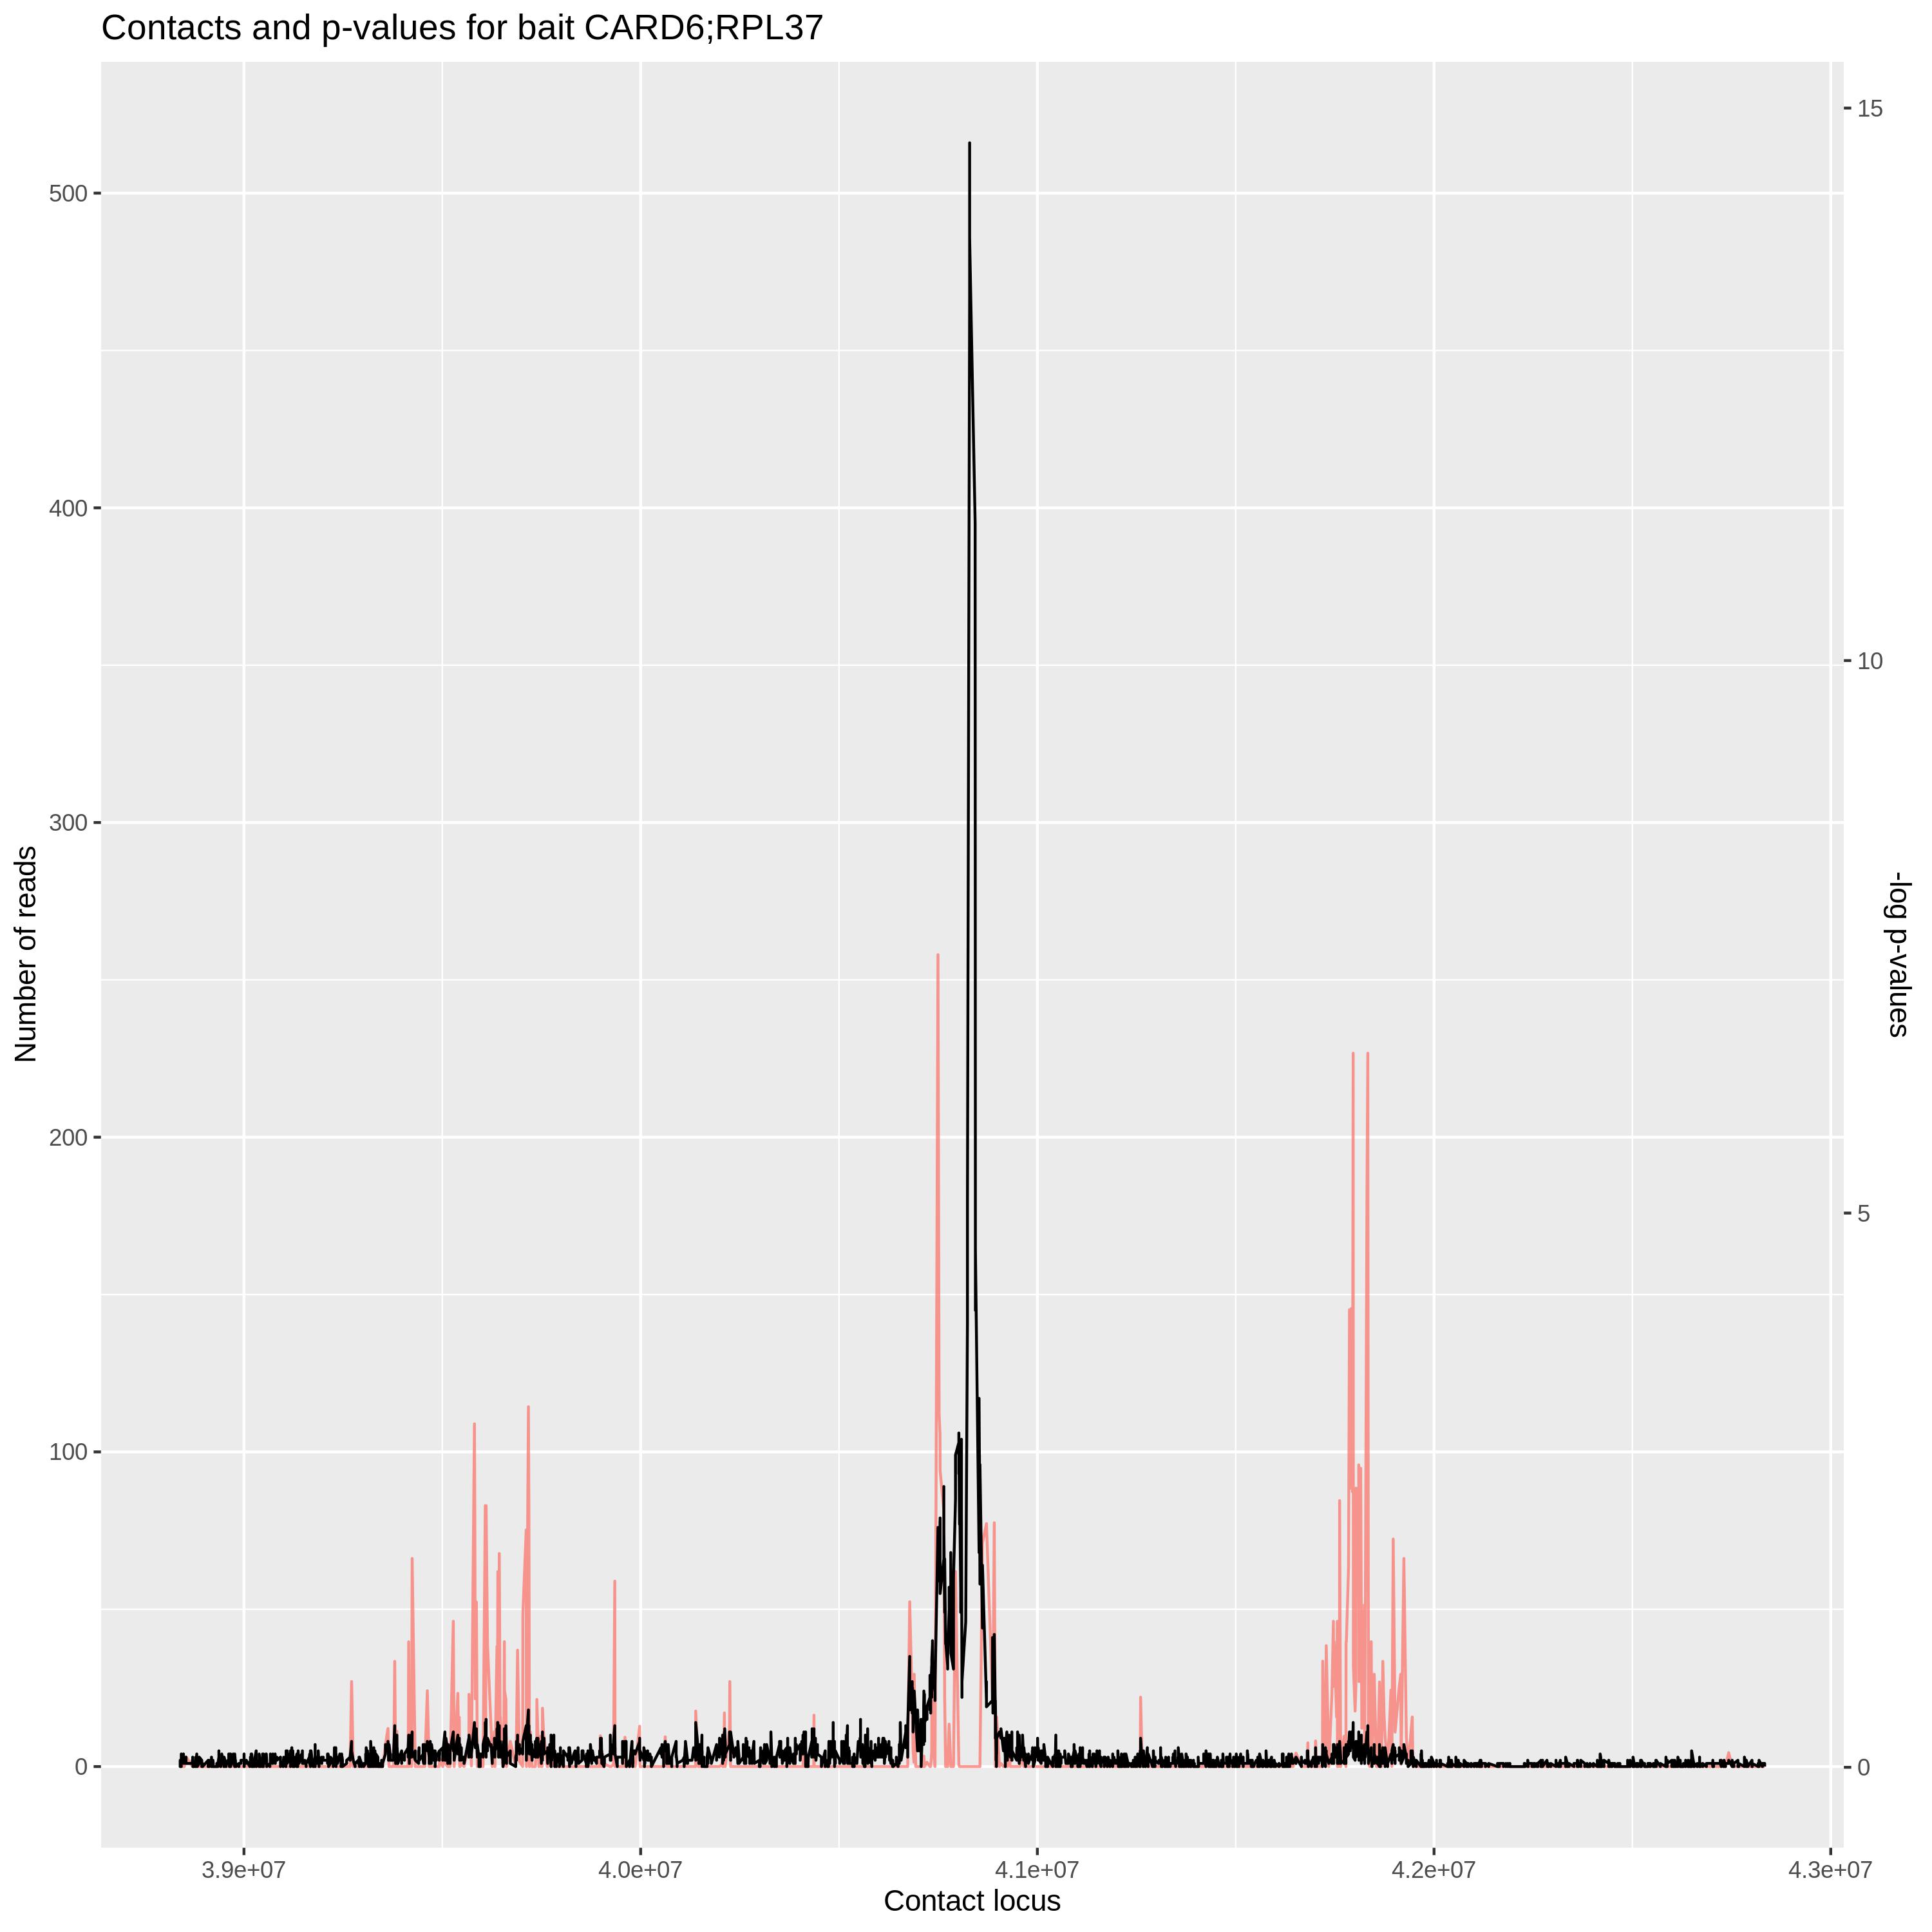 Contacts and p-values for bait CARD6;RPL37
15
500
400
10
300
Number of reads
-log p-values
200
5
100
0
0
3.9e+07
4.0e+07
4.1e+07
4.2e+07
4.3e+07
Contact locus